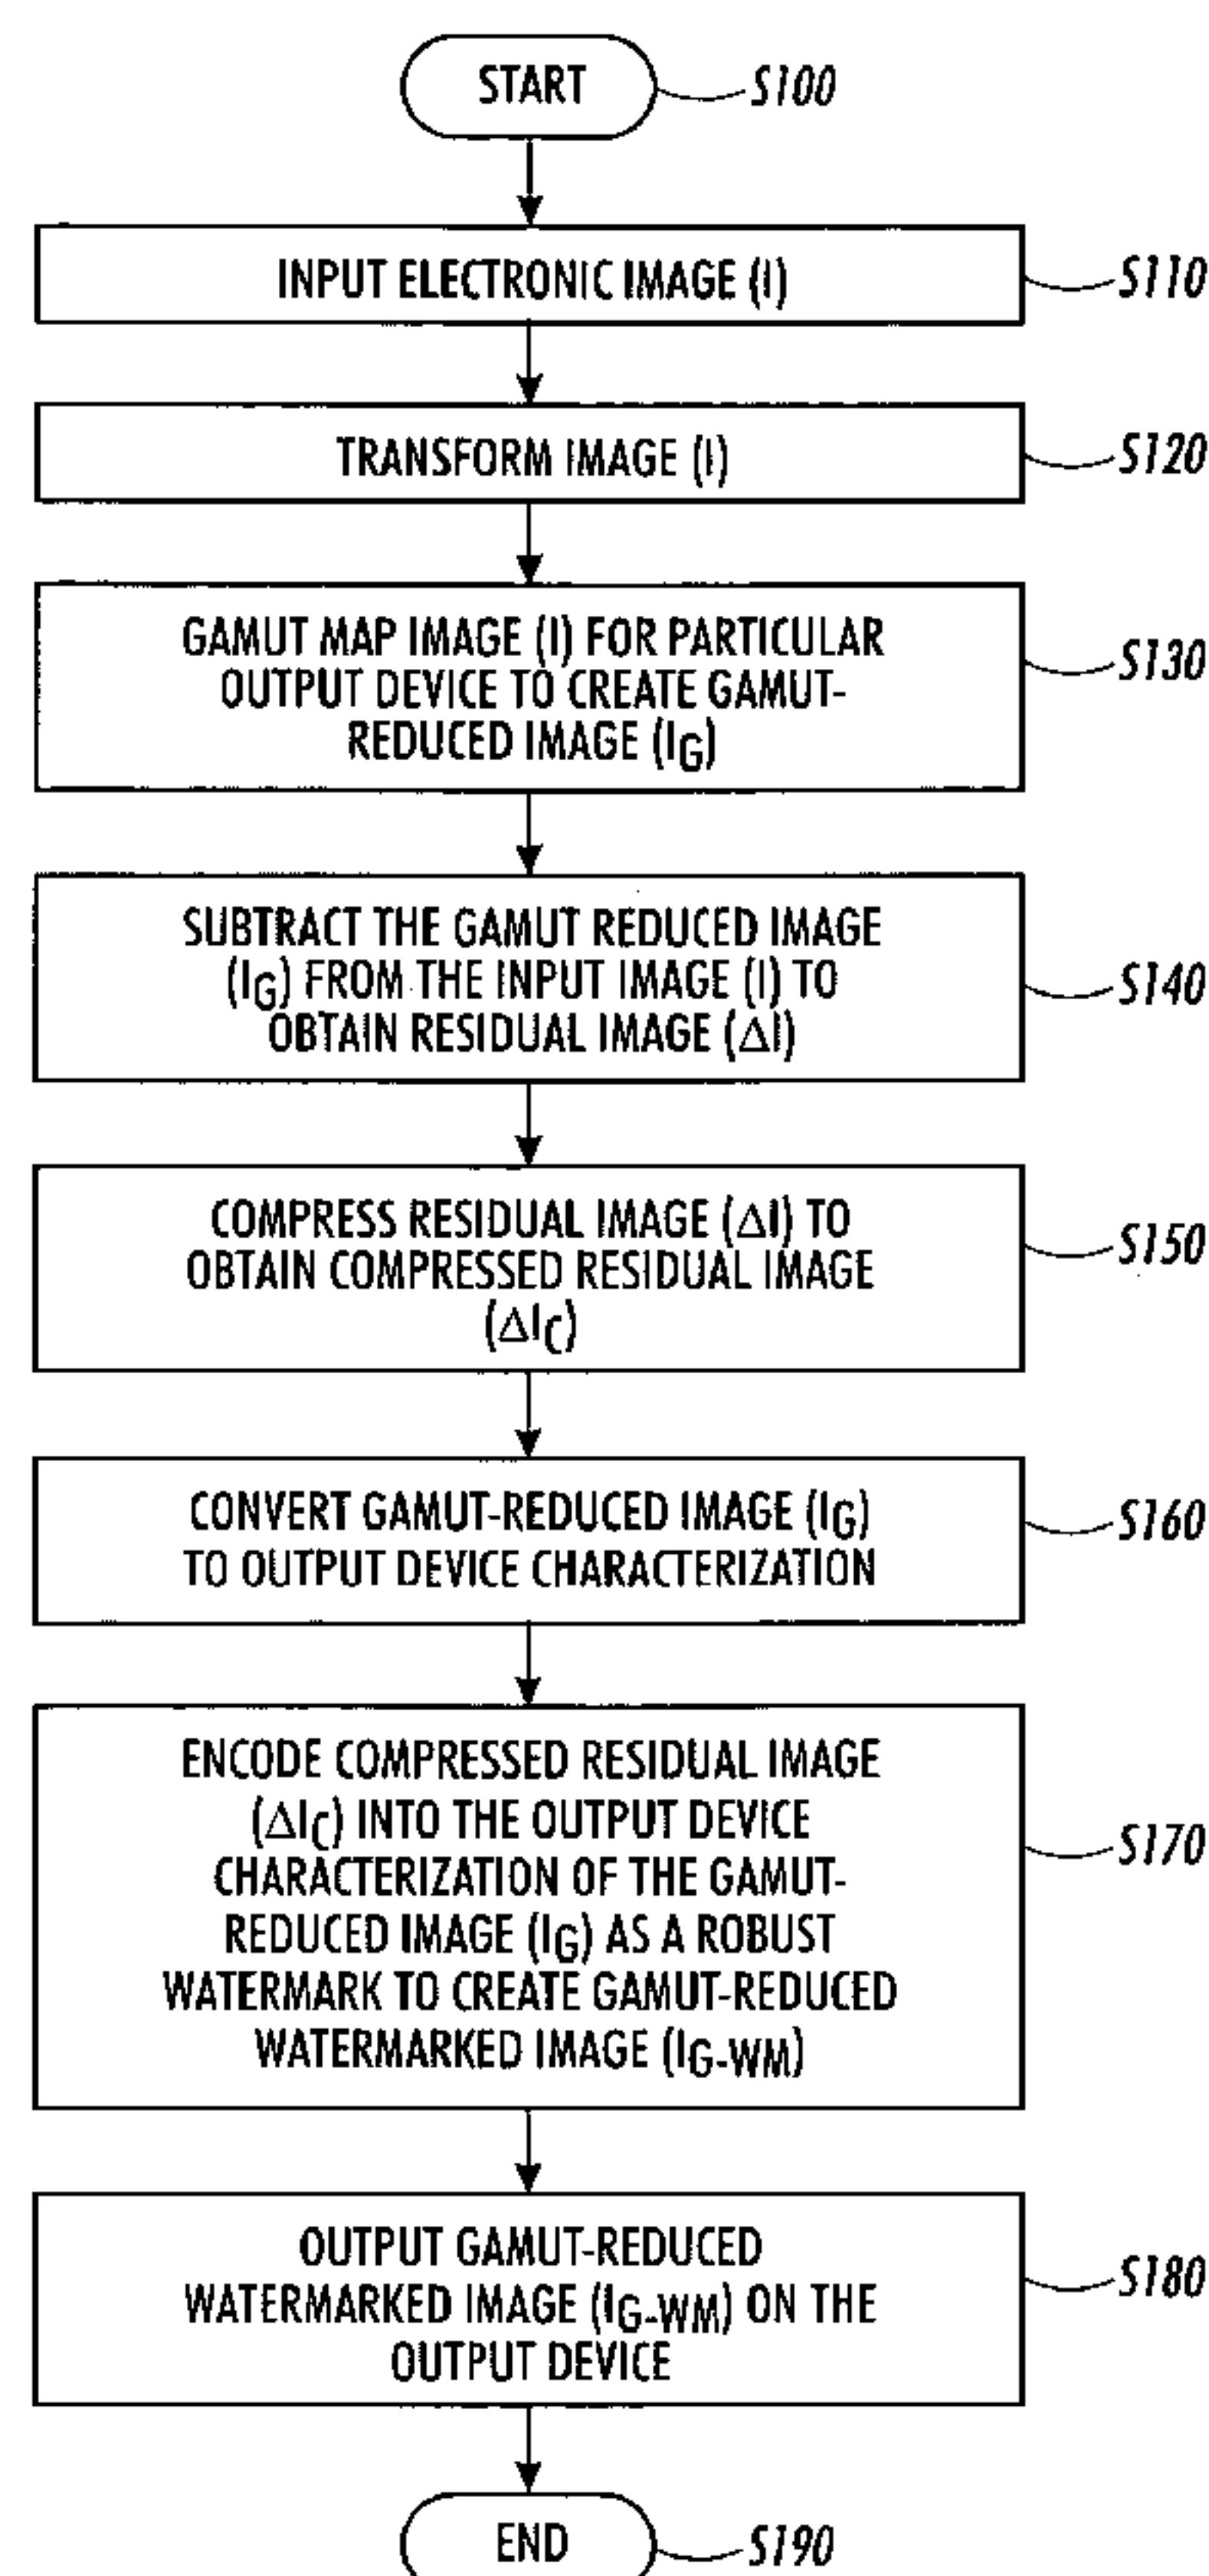 START
S100
INPUT ELECTRONIC IMAGE (I)
S110
TRANSFORM IMAGE (I)
S120
GAMUT MAP IMAGE (I) FOR PARTICULAR
OUTPUT DEVICE TO CREATE GAMUT-
REDUCED IMAGE (IG)
S130
SUBTRACT THE GAMUT REDUCED IMAGE
(IG) FROM THE INPUT IMAGE (I) TO
OBTAIN RESIDUAL IMAGE (ΔI)
S140
COMPRESS RESIDUAL IMAGE (ΔI) TO
OBTAIN COMPRESSED RESIDUAL IMAGE
(ΔIC)
S150
CONVERT GAMUT-REDUCED IMAGE (IG)
TO OUTPUT DEVICE CHARACTERIZATION
S160
ENCODE COMPRESSED RESIDUAL IMAGE
(ΔIC) INTO THE OUTPUT DEVICE
CHARACTERIZATION OF THE GAMUT-
REDUCED IMAGE (IG) AS A ROBUST
WATERMARK TO CREATE GAMUT-REDUCED
WATERMARKED IMAGE (IG-WM)
S170
OUTPUT GAMUT-REDUCED
WATERMARKED IMAGE (IG-WM) ON THE
OUTPUT DEVICE
S180
END
S190